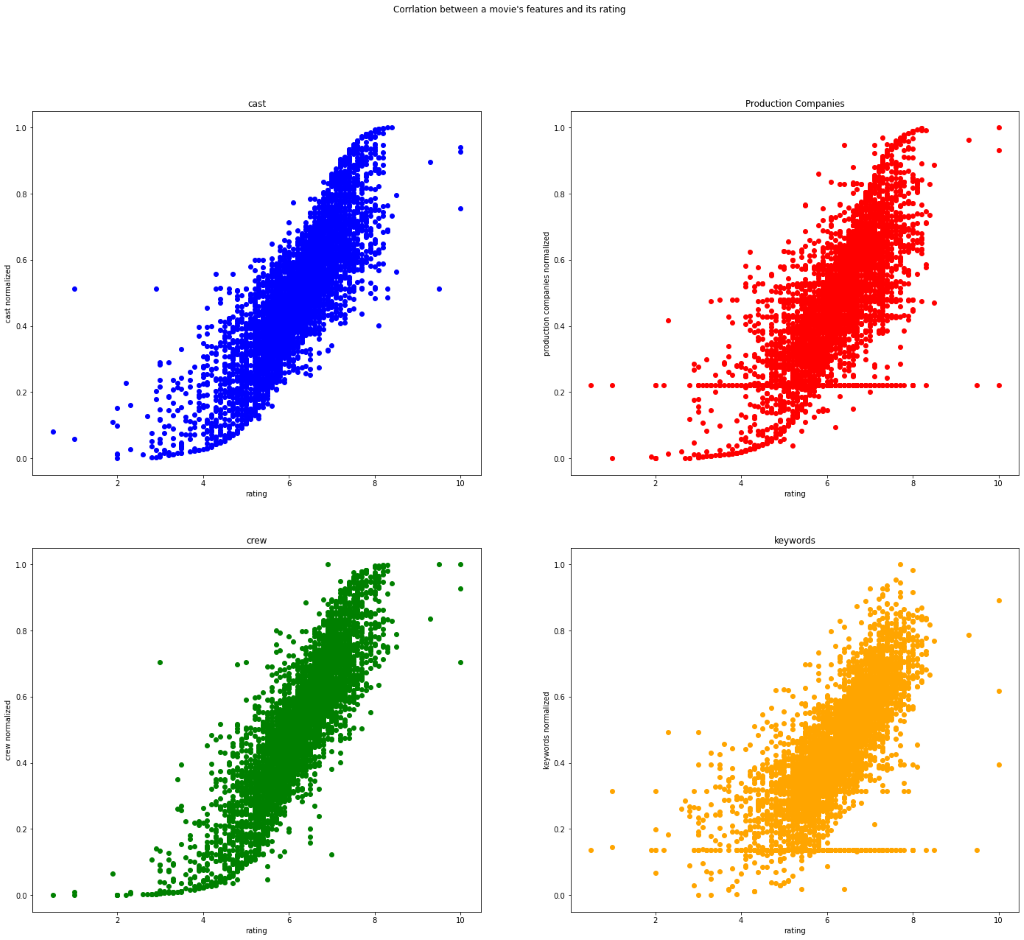 Corrlation between a movie's features and its rating
cast
1.0
0.8
0.6
0.4
0.2
0.0
cast normalized
2 4 6 8 10
rating
Production Companies
1.0
0.8
0.6
0.4
0.2
0.0
production companies normalized
2 4 6 8 10
rating
crew
1.0
0.8
0.6
0.4
0.2
0.0
crew normalized
2 4 6 8 10
rating
keywords
1.0
0.8
0.6
0.4
0.2
0.0
keywords normalized
2 4 6 8 10
rating